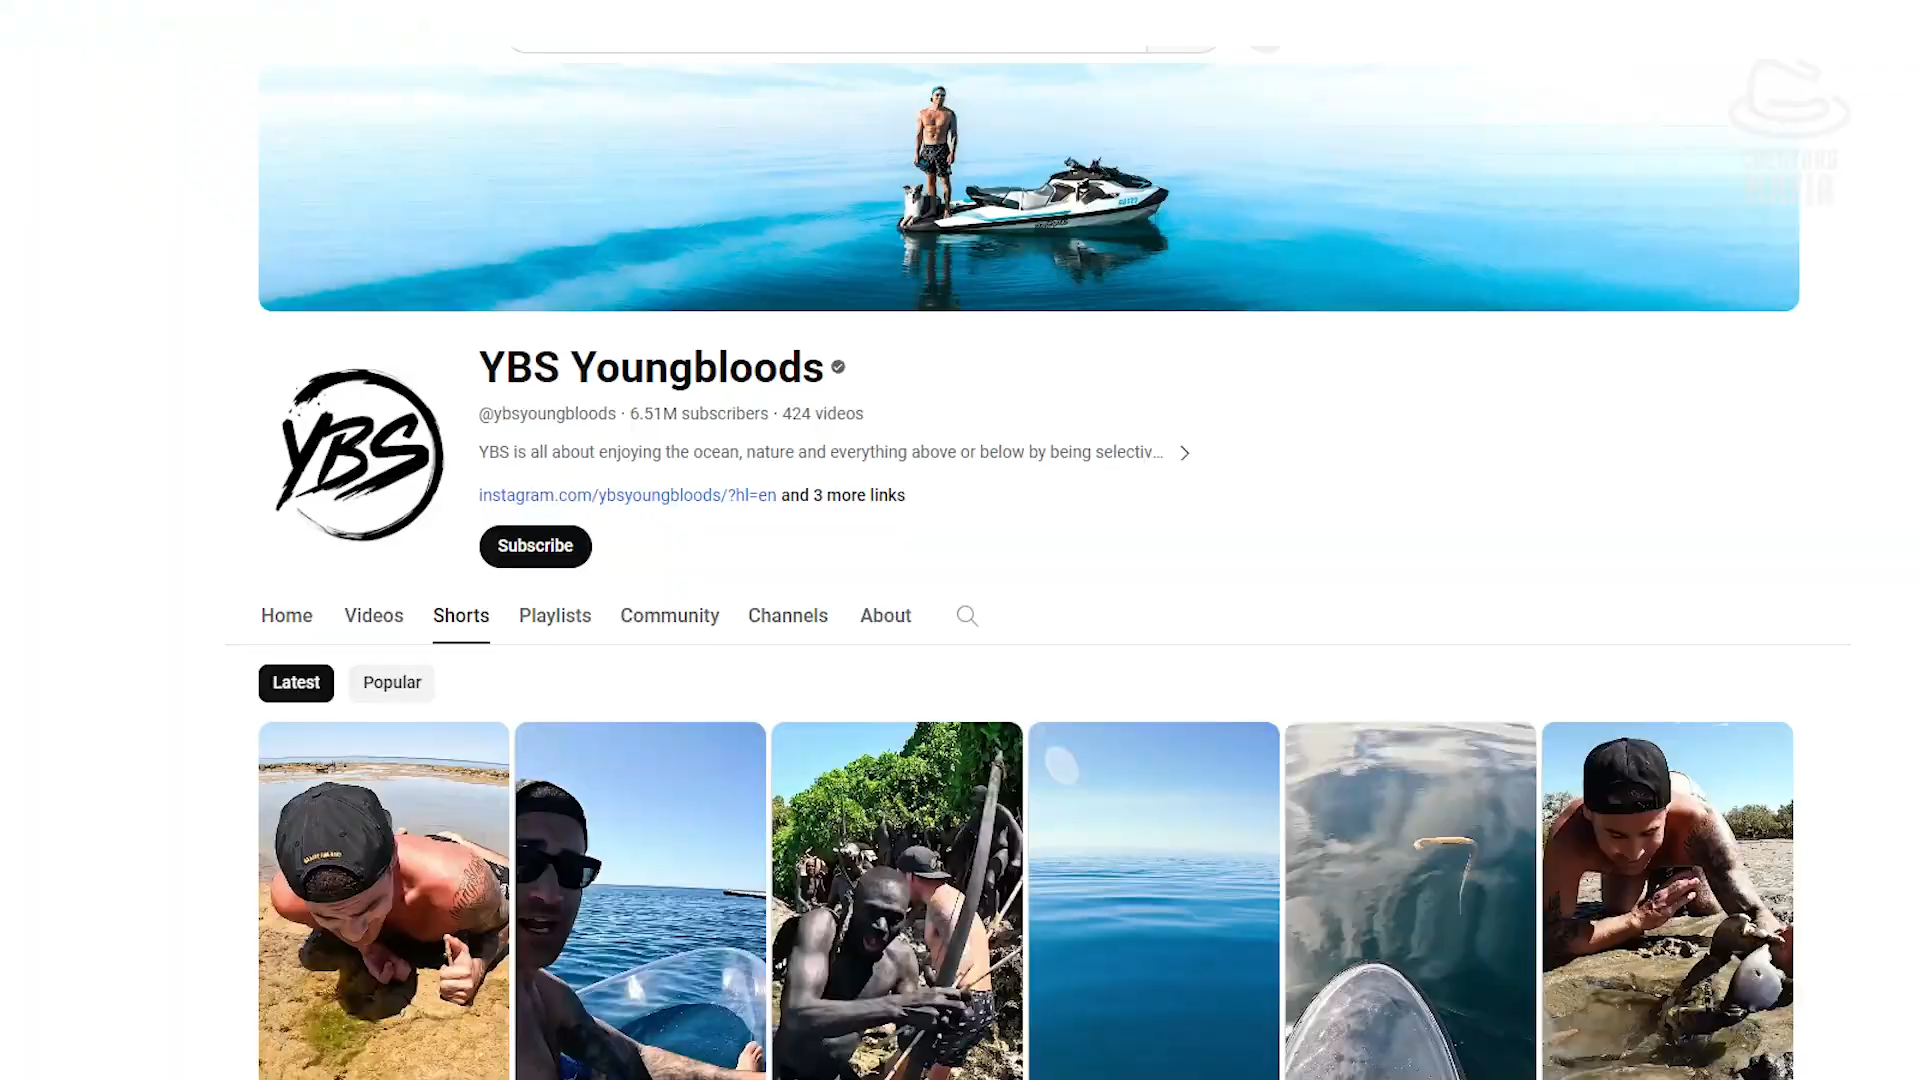 YBS
YBS Youngbloods
@ybsyoungbloods · 6.51M subscribers · 424 videos
YBS is all about enjoying the ocean, nature and everything above or below by being selectiv...
instagram.com/ybsyoungbloods/?hl=en and 3 more links
Subscribe
Home Videos Shorts Playlists Community Channels About
Latest Popular